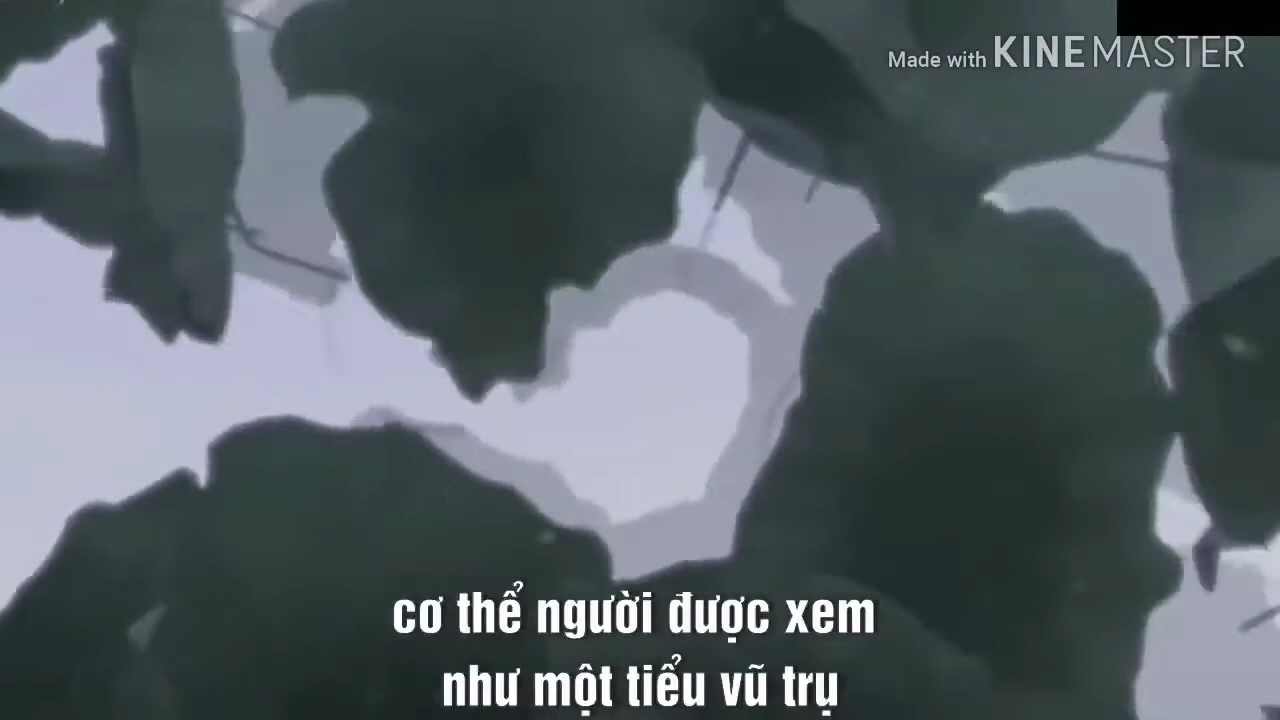 Made with KINEMASTER
cơ thể người được xem
như một tiểu vũ trụ